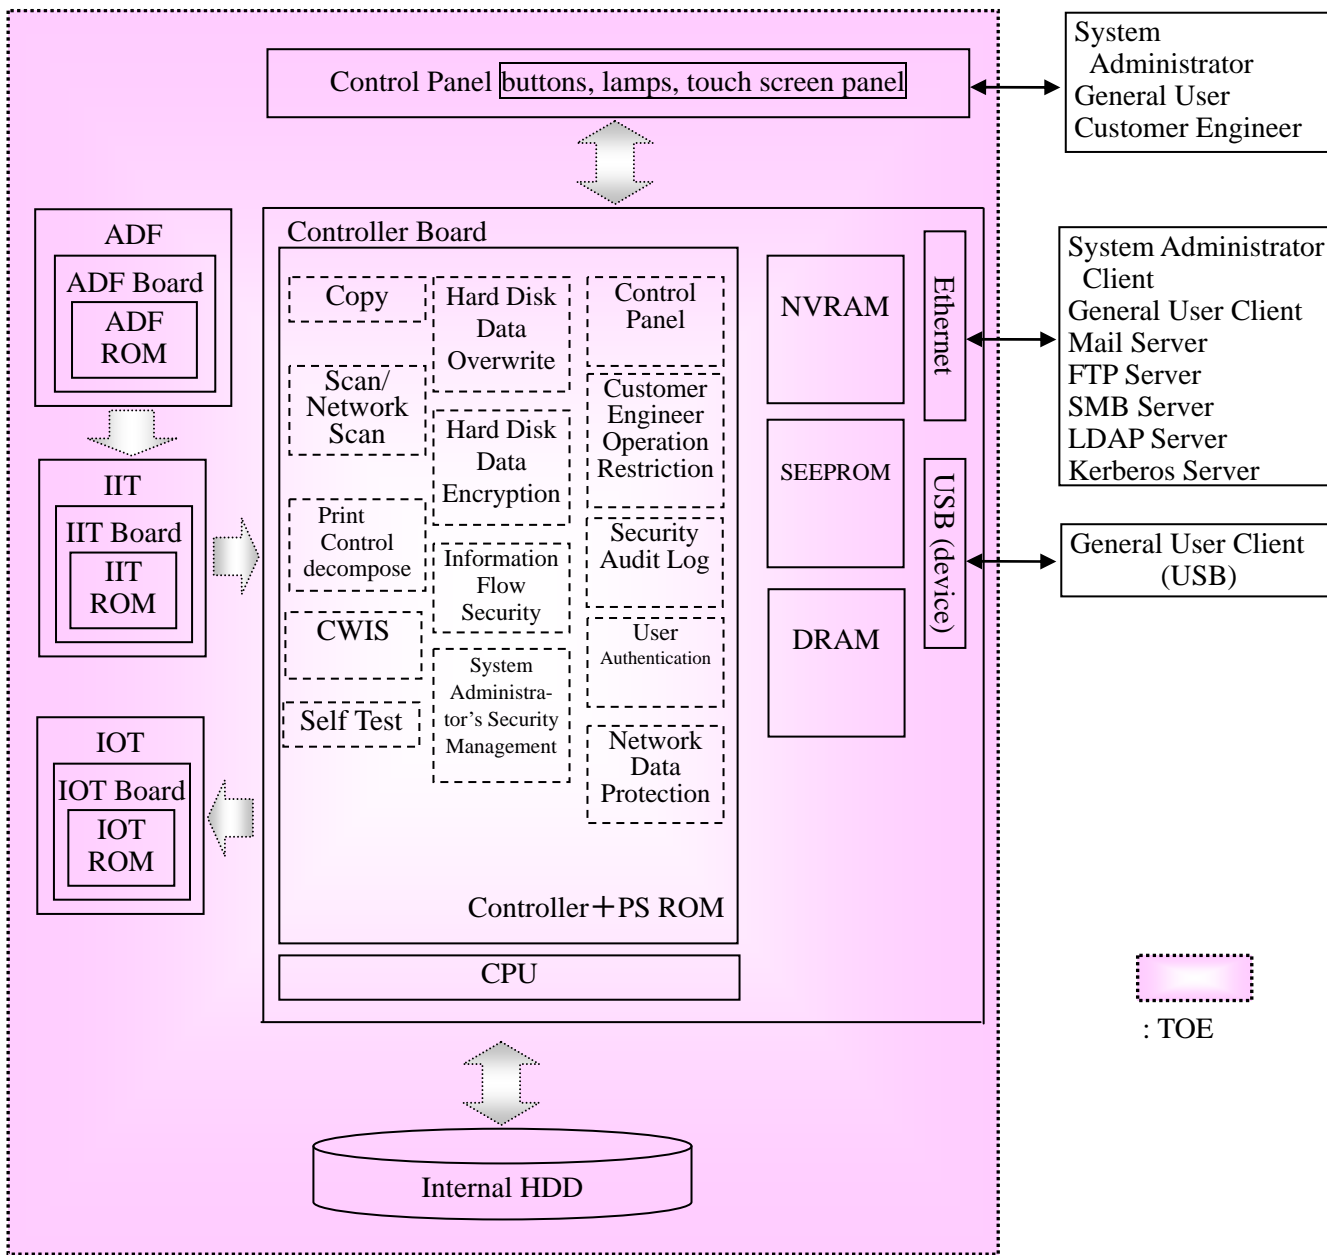 Control Panel buttons, lamps, touch screen panel
System
Administrator
General User
Customer Engineer
ADF
ADF Board
ADF
ROM
IIT
IIT Board
IIT
ROM
IOT
IOT Board
IOT
ROM
Controller Board
Copy
Scan/
Network
Scan
Print
Control
decompose
CWIS
Self Test
Hard Disk
Data
Overwrite
Hard Disk
Data
Encryption
Information
Flow
Security
System
Administra-
tor’s Security
Management
Control
Panel
Customer
Engineer
Operation
Restriction
Security
Audit Log
User
Authentication
Network
Data
Protection
Controller＋PS ROM
CPU
NVRAM
SEEPROM
DRAM
Ethernet
USB (device)
System Administrator
Client
General User Client
Mail Server
FTP Server
SMB Server
LDAP Server
Kerberos Server
General User Client
(USB)
Internal HDD
: TOE